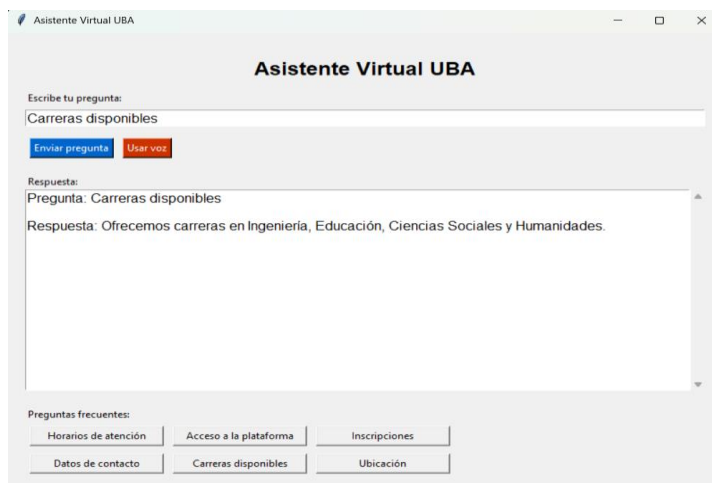 Asistente Virtual UBA
Asistente Virtual UBA
Escribe tu pregunta:
Carreras disponibles
Enviar pregunta Usar voz
Respuesta:
Pregunta: Carreras disponibles
Respuesta: Ofrecemos carreras en Ingeniería, Educación, Ciencias Sociales y Humanidades.
Preguntas frecuentes:
Horarios de atención Acceso a la plataforma Inscripciones
Datos de contacto Carreras disponibles Ubicación